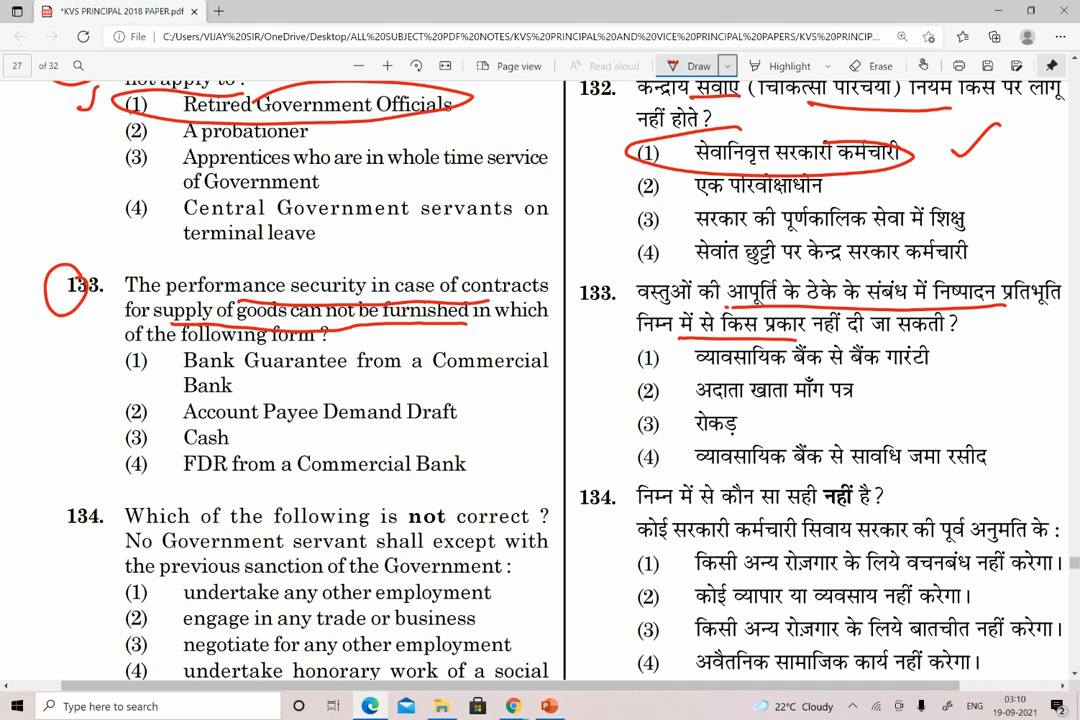 *KVS PRINCIPAL 2018 PAPER.pdf
File
C:/Users/VIJAY%20SIR/OneDrive/Desktop/ALL%20SUBJECT%20PDF%20NOTES/KVS%20PRINCIPAL%20AND%20VICE%20PRINCIPAL%20PAPERS/KVS%20PRINCIPAL...
27 of 32
Page view
Read aloud
Draw
Highlight
Erase
not apply to :
(1) Retired Government Officials
(2) A probationer
(3) Apprentices who are in whole time service
of Government
(4) Central Government servants on
terminal leave
133. The performance security in case of contracts
for supply of goods can not be furnished in which
of the following form ?
(1) Bank Guarantee from a Commercial
Bank
(2) Account Payee Demand Draft
(3) Cash
(4) FDR from a Commercial Bank
134. Which of the following is not correct ?
No Government servant shall except with
the previous sanction of the Government :
(1) undertake any other employment
(2) engage in any trade or business
(3) negotiate for any other employment
(4) undertake honorary work of a social
132. केन्द्रीय सेवाएँ (चिकित्सा परिचर्या) नियम किस पर लागू
नहीं होते ?
(1) सेवानिवृत्त सरकारी कर्मचारी
(2) एक परिवीक्षाधीन
(3) सरकार की पूर्णकालिक सेवा में शिक्षु
(4) सेवांत छुट्टी पर केन्द्र सरकार कर्मचारी
133. वस्तुओं की आपूर्ति के ठेके के संबंध में निष्पादन प्रतिभूति
निम्न में से किस प्रकार नहीं दी जा सकती ?
(1) व्यावसायिक बैंक से बैंक गारंटी
(2) अदाता खाता माँग पत्र
(3) रोकड़
(4) व्यावसायिक बैंक से सावधि जमा रसीद
134. निम्न में से कौन सा सही नहीं है ?
कोई सरकारी कर्मचारी सिवाय सरकार की पूर्व अनुमति के :
(1) किसी अन्य रोज़गार के लिये वचनबंध नहीं करेगा।
(2) कोई व्यापार या व्यवसाय नहीं करेगा।
(3) किसी अन्य रोज़गार के लिये बातचीत नहीं करेगा।
(4) अवैतनिक सामाजिक कार्य नहीं करेगा।
Type here to search
22°C Cloudy
ENG
03:10
19-09-2021
2